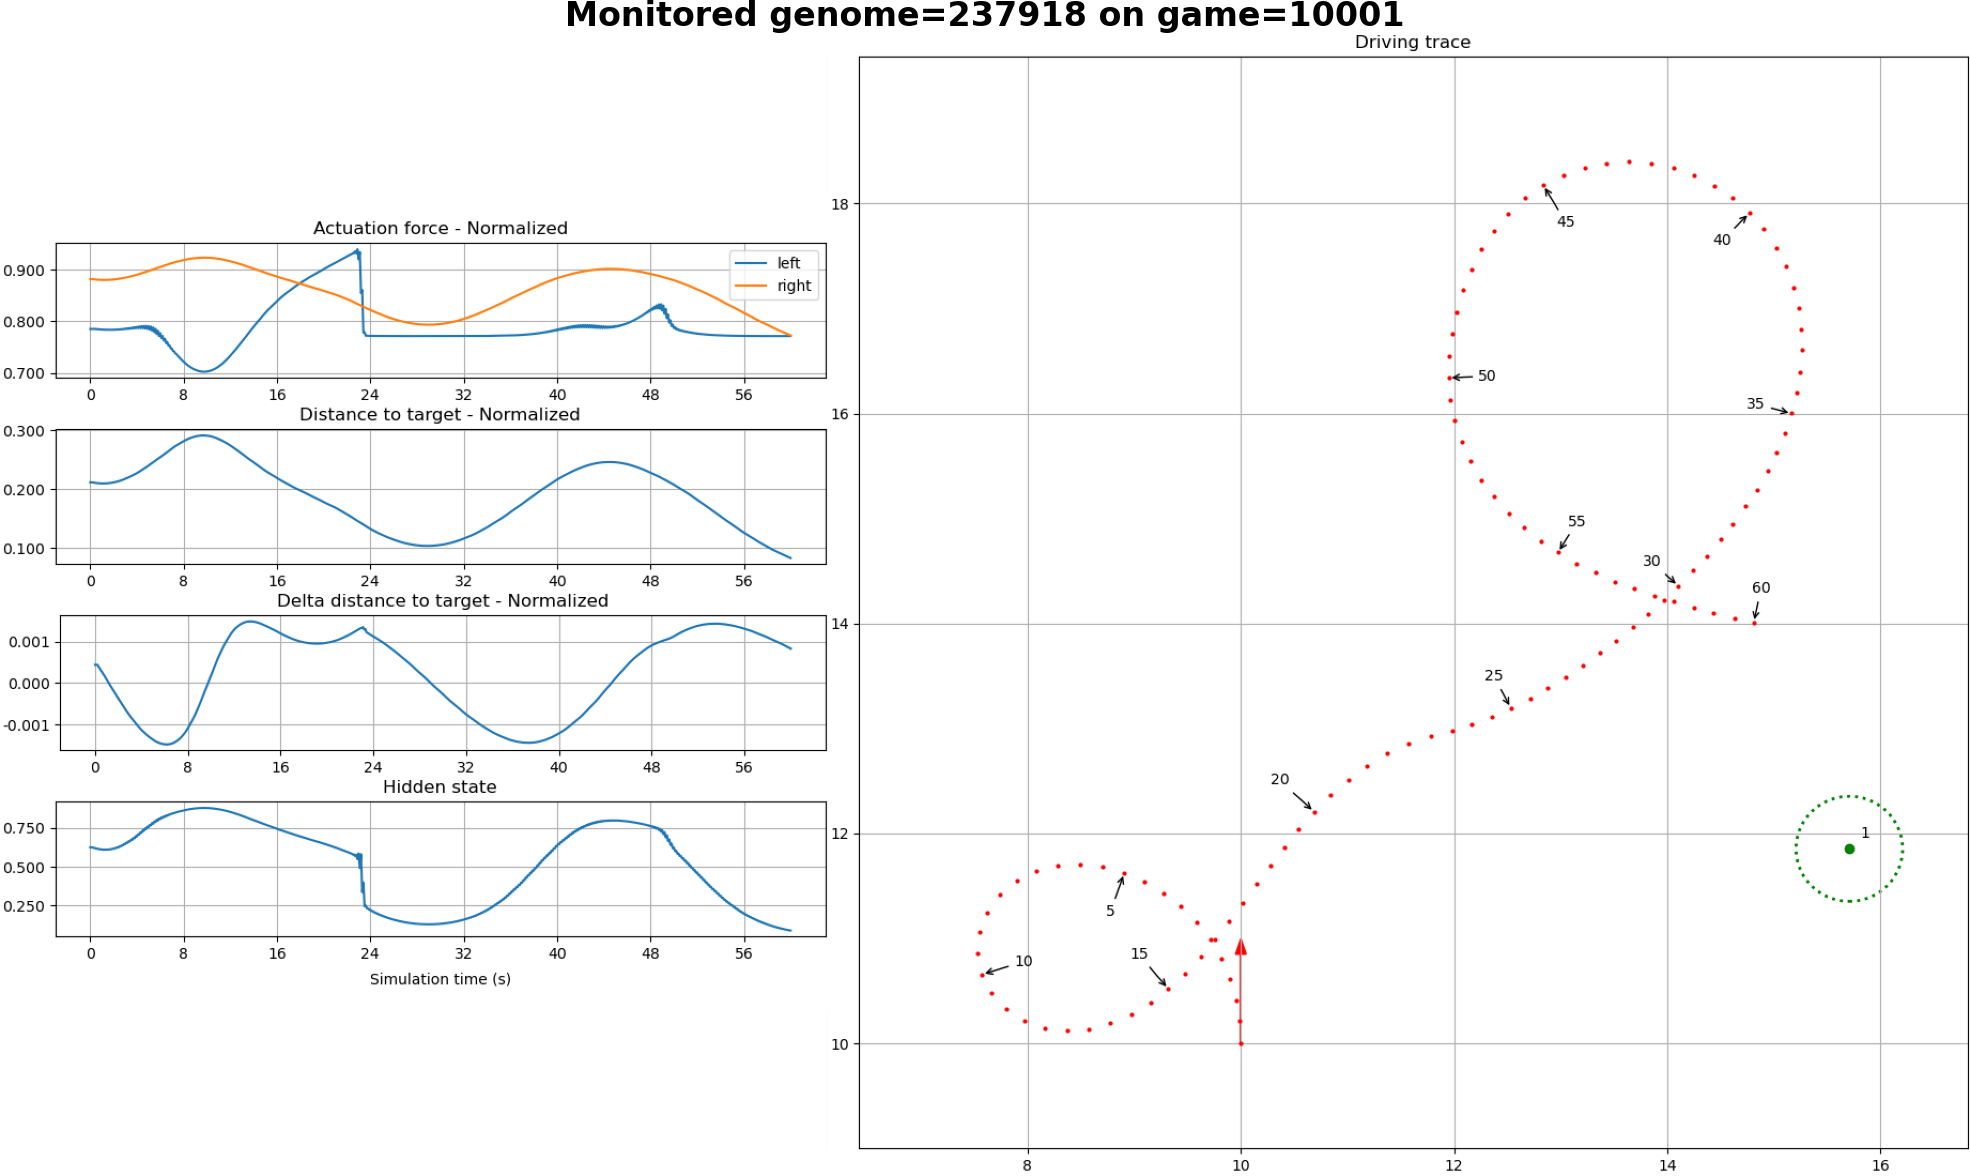 Monitored genome=237918 on game=10001
Actuation force - Normalized
0.900
0.800
0.700
left
right
0 8 16 24 32 40 48 56
Distance to target - Normalized
0.300
0.200
0.100
0 8 16 24 32 40 48 56
Delta distance to target - Normalized
0.001
0.000
-0.001
0 8 16 24 32 40 48 56
Hidden state
0.750
0.500
0.250
0 8 16 24 32 40 48 56
Simulation time (s)
Driving trace
18
16
14
12
10
45
40
50
35
55
30
60
25
20
1
5
15
10
8 10 12 14 16